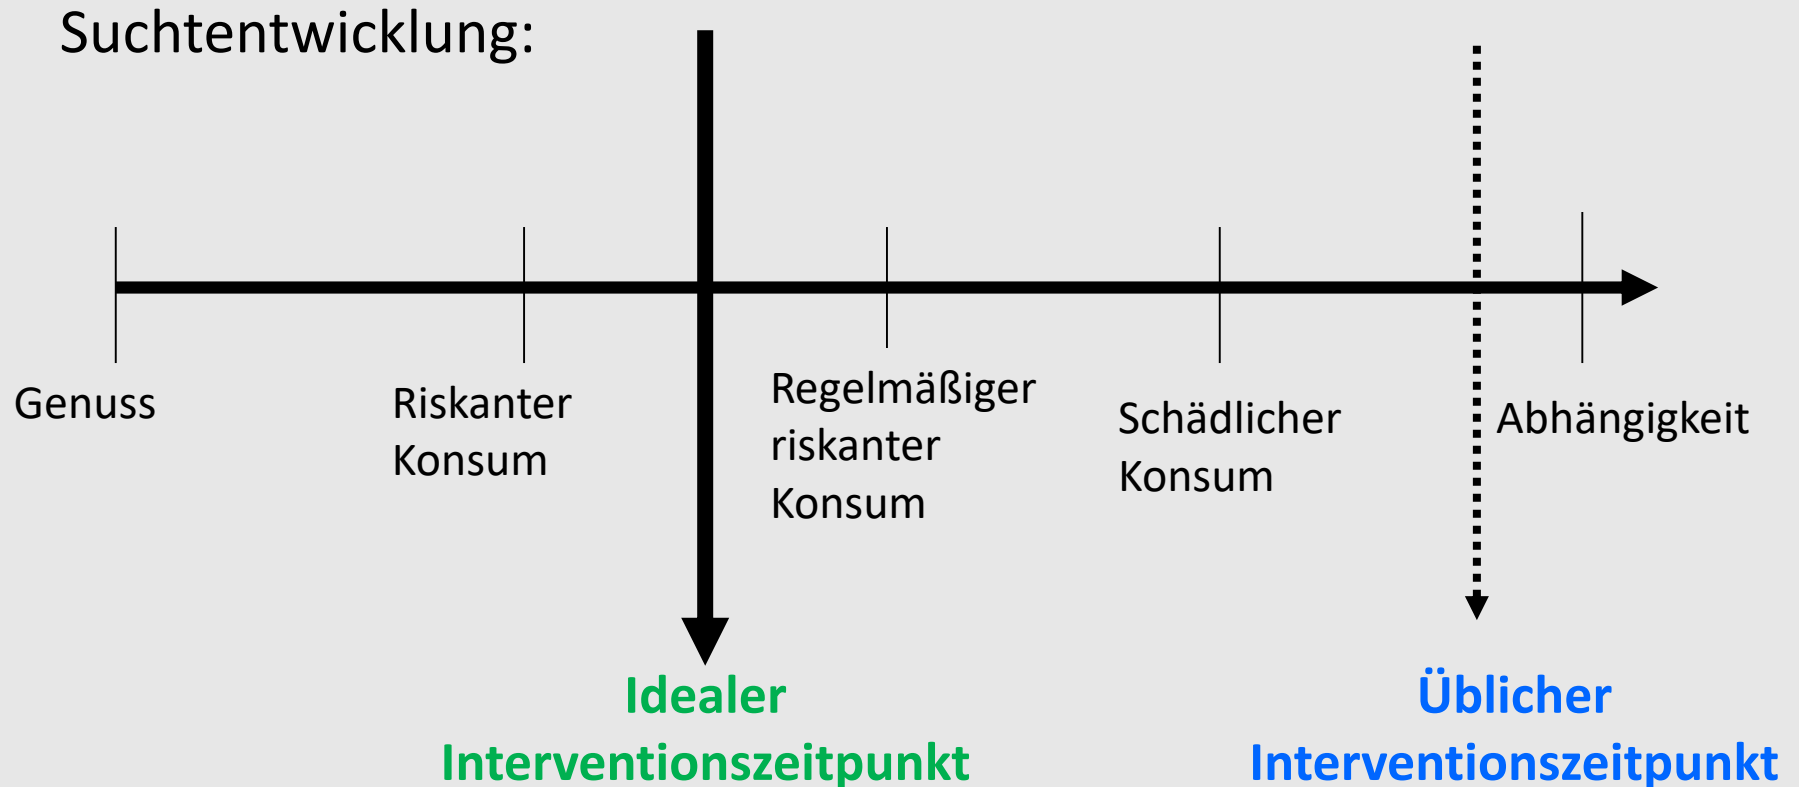 Suchtentwicklung:
Genuss
Riskanter
Konsum
Regelmäßiger
riskanter
Konsum
Schädlicher
Konsum
Abhängigkeit
Idealer
Interventionszeitpunkt
Üblicher
Interventionszeitpunkt